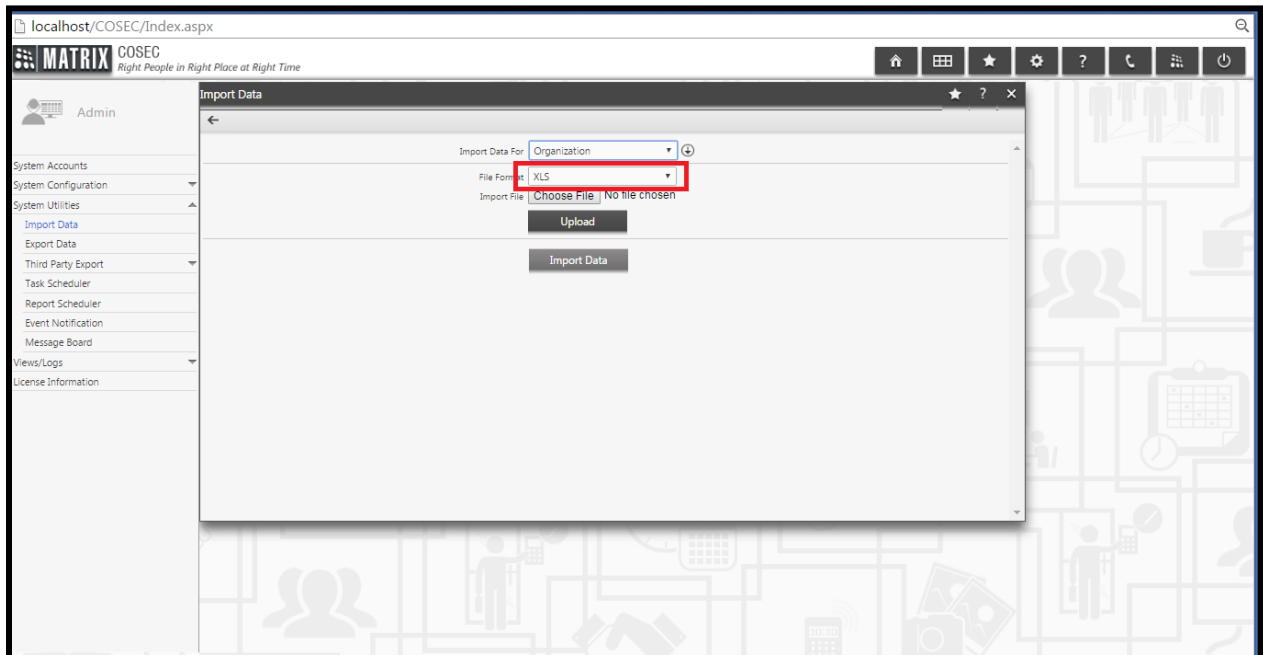 localhost/COSEC/Index.aspx
MATRIX COSEC
Right People in Right Place at Right Time
?
Admin
Import Data ? ×
Import Data For Organization
File Format XLS
Import File Choose File No file chosen
Upload
Import Data
System Accounts
System Configuration
System Utilities
Import Data
Export Data
Third Party Export
Task Scheduler
Report Scheduler
Event Notification
Message Board
Views/Logs
License Information